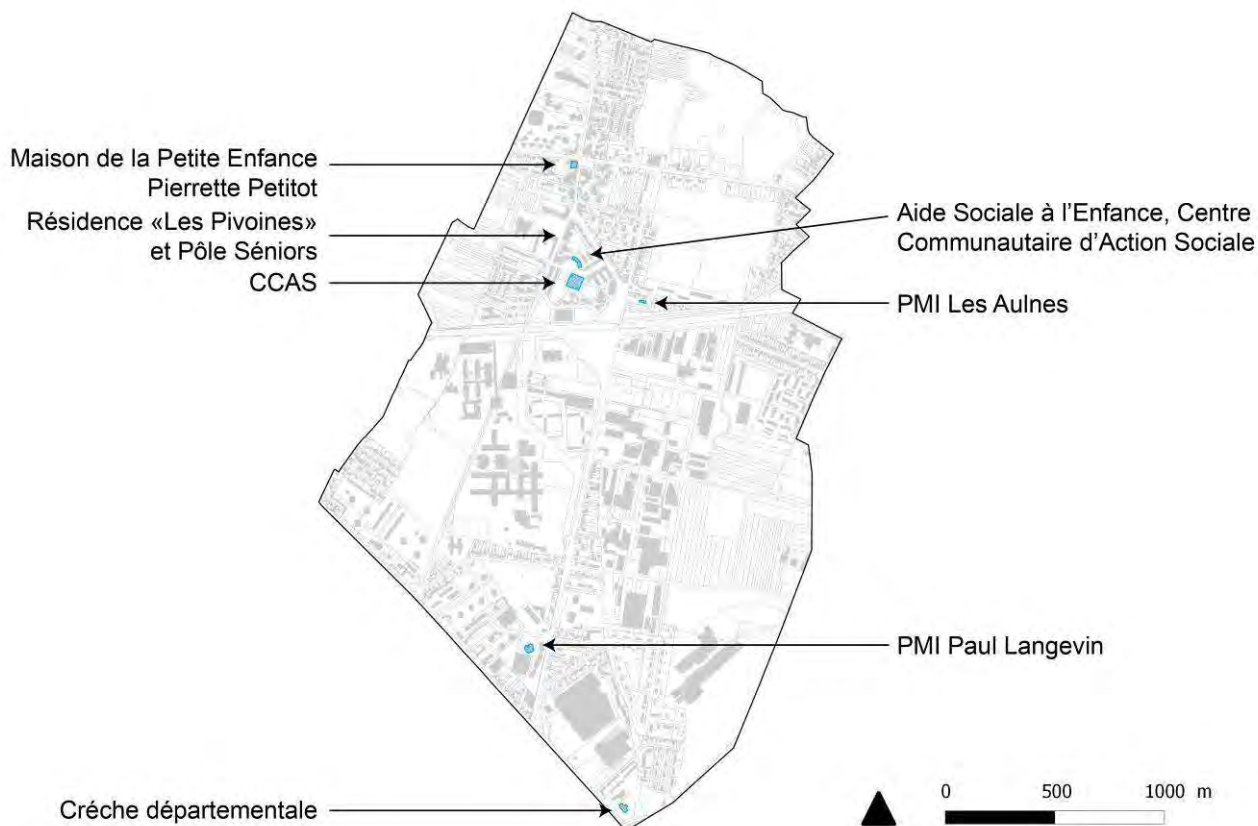 Maison de la Petite Enfance
Pierrette Petitot
Résidence «Les Pivoines»
et Pôle Séniors
CCAS
Aide Sociale à l'Enfance, Centre
Communautaire d'Action Sociale
PMI Les Aulnes
PMI Paul Langevin
Créche départementale
0 500 1000 m